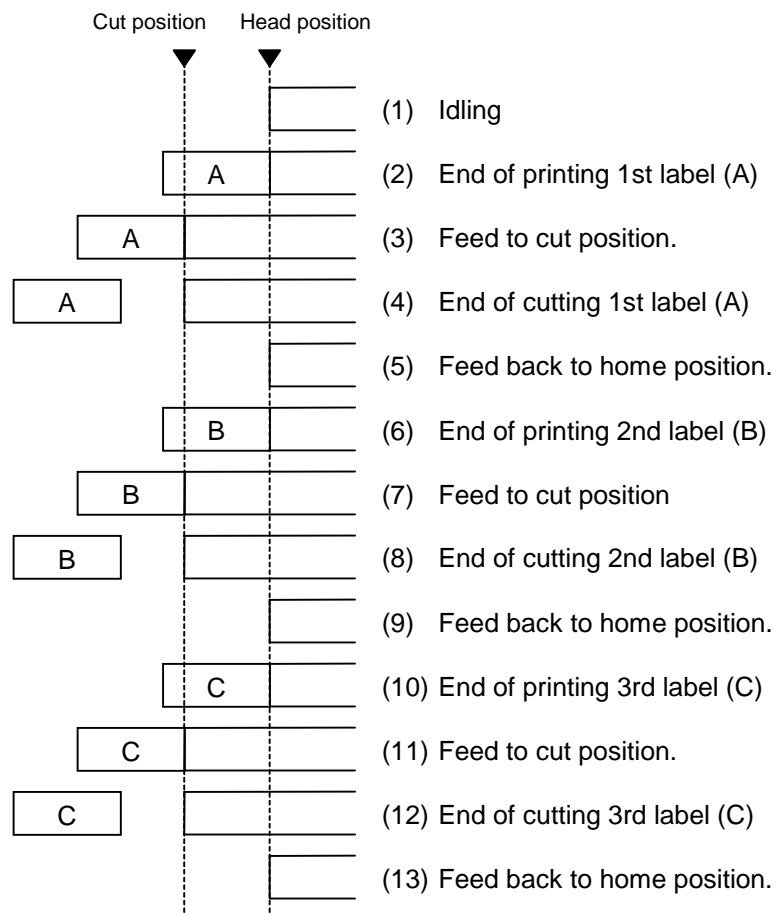 Cut position Head position
(1) Idling
A (2) End of printing 1st label (A)
A (3) Feed to cut position.
A (4) End of cutting 1st label (A)
(5) Feed back to home position.
B (6) End of printing 2nd label (B)
B (7) Feed to cut position
B (8) End of cutting 2nd label (B)
(9) Feed back to home position.
C (10) End of printing 3rd label (C)
C (11) Feed to cut position.
C (12) End of cutting 3rd label (C)
(13) Feed back to home position.